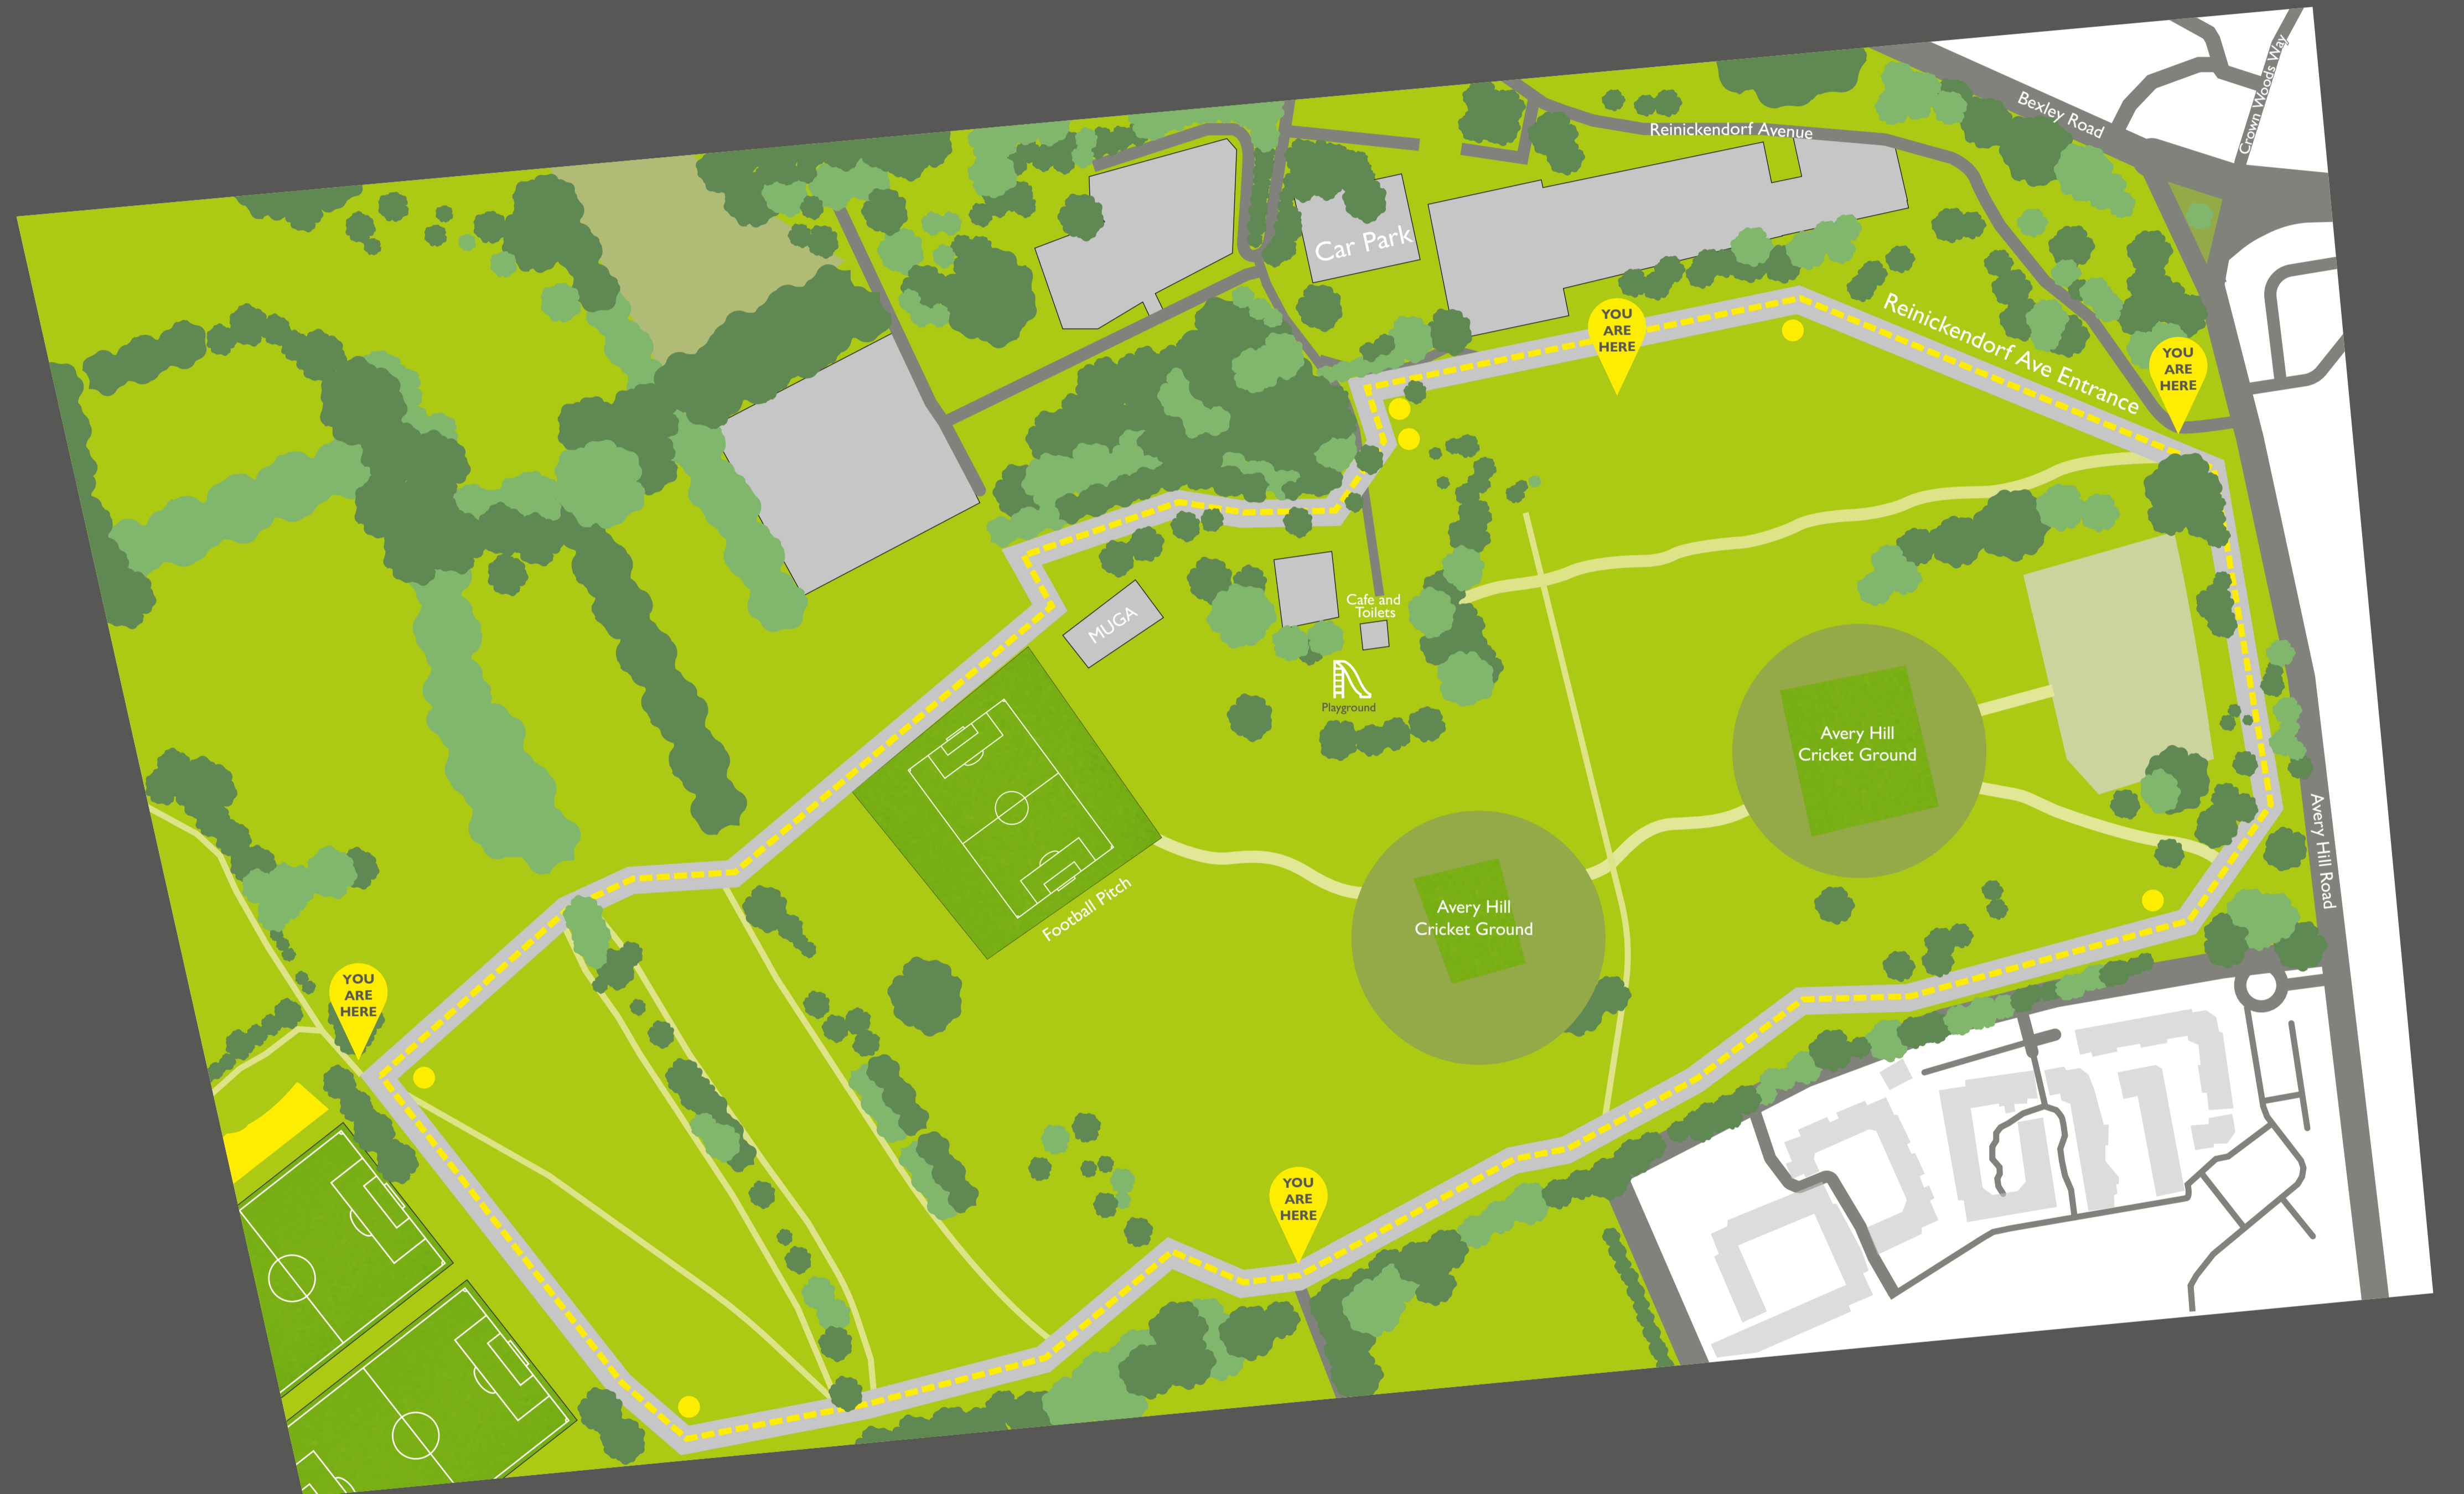 Crown Woods Way
Bexley Road
Reinickendorf Avenue
Car Park
YOU
ARE
HERE
Reinickendorf Ave Entrance
YOU
ARE
HERE
MUGA
Cafe and
Toilets
Playground
Avery Hill
Cricket Ground
Avery Hill Road
Football Pitch
Avery Hill
Cricket Ground
YOU
ARE
HERE
YOU
ARE
HERE